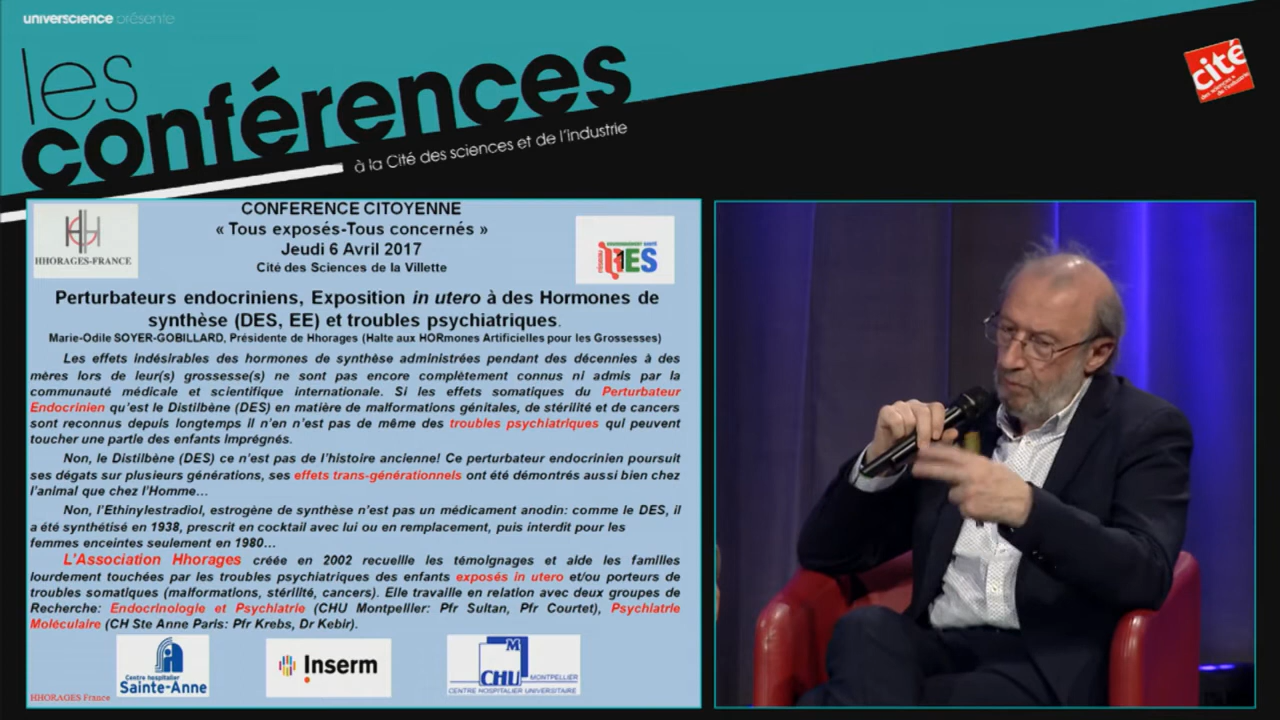 universcience présente
les
conférences
à la Cité des sciences et de l'industrie
cité
des sciences et
de l'industrie
HHORAGES-FRANCE
CONFERENCE CITOYENNE
« Tous exposés-Tous concernés »
Jeudi 6 Avril 2017
Cité des Sciences de la Villette
réseau
environnement santé
DES
Perturbateurs endocriniens, Exposition in utero à des Hormones de
synthèse (DES, EE) et troubles psychiatriques.
Marie-Odile SOYER-GOBILLARD, Présidente de Hhorages (Halte aux HORmones Artificielles pour les Grossesses)
Les effets indésirables des hormones de synthèse administrées pendant des décennies à des
mères lors de leur(s) grossesse(s) ne sont pas encore complètement connus ni admis par la
communauté médicale et scientifique internationale. Si les effets somatiques du Perturbateur
Endocrinien qu'est le Distilbène (DES) en matière de malformations génitales, de stérilité et de cancers
sont reconnus depuis longtemps il n'en n'est pas de même des troubles psychiatriques qui peuvent
toucher une partie des enfants imprégnés.
Non, le Distilbène (DES) ce n'est pas de l'histoire ancienne! Ce perturbateur endocrinien poursuit
ses dégats sur plusieurs générations, ses effets trans-générationnels ont été démontrés aussi bien chez
l'animal que chez l'Homme…
Non, l'Ethinylestradiol, estrogène de synthèse n'est pas un médicament anodin: comme le DES, il
a été synthétisé en 1938, prescrit en cocktail avec lui ou en remplacement, puis interdit pour les
femmes enceintes seulement en 1980…
L'Association Hhorages créée en 2002 recueille les témoignages et aide les familles
lourdement touchées par les troubles psychiatriques des enfants exposés in utero et/ou porteurs de
troubles somatiques (malformations, stérilité, cancers). Elle travaille en relation avec deux groupes de
Recherche: Endocrinologie et Psychiatrie (CHU Montpellier: Pfr Sultan, Pfr Courtet), Psychiatrie
Moléculaire (CH Ste Anne Paris: Pfr Krebs, Dr Kebir).
Centre hospitalier
Sainte-Anne
Inserm
M
CHU
MONTPELLIER
CENTRE HOSPITALIER UNIVERSITAIRE
HHORAGES France